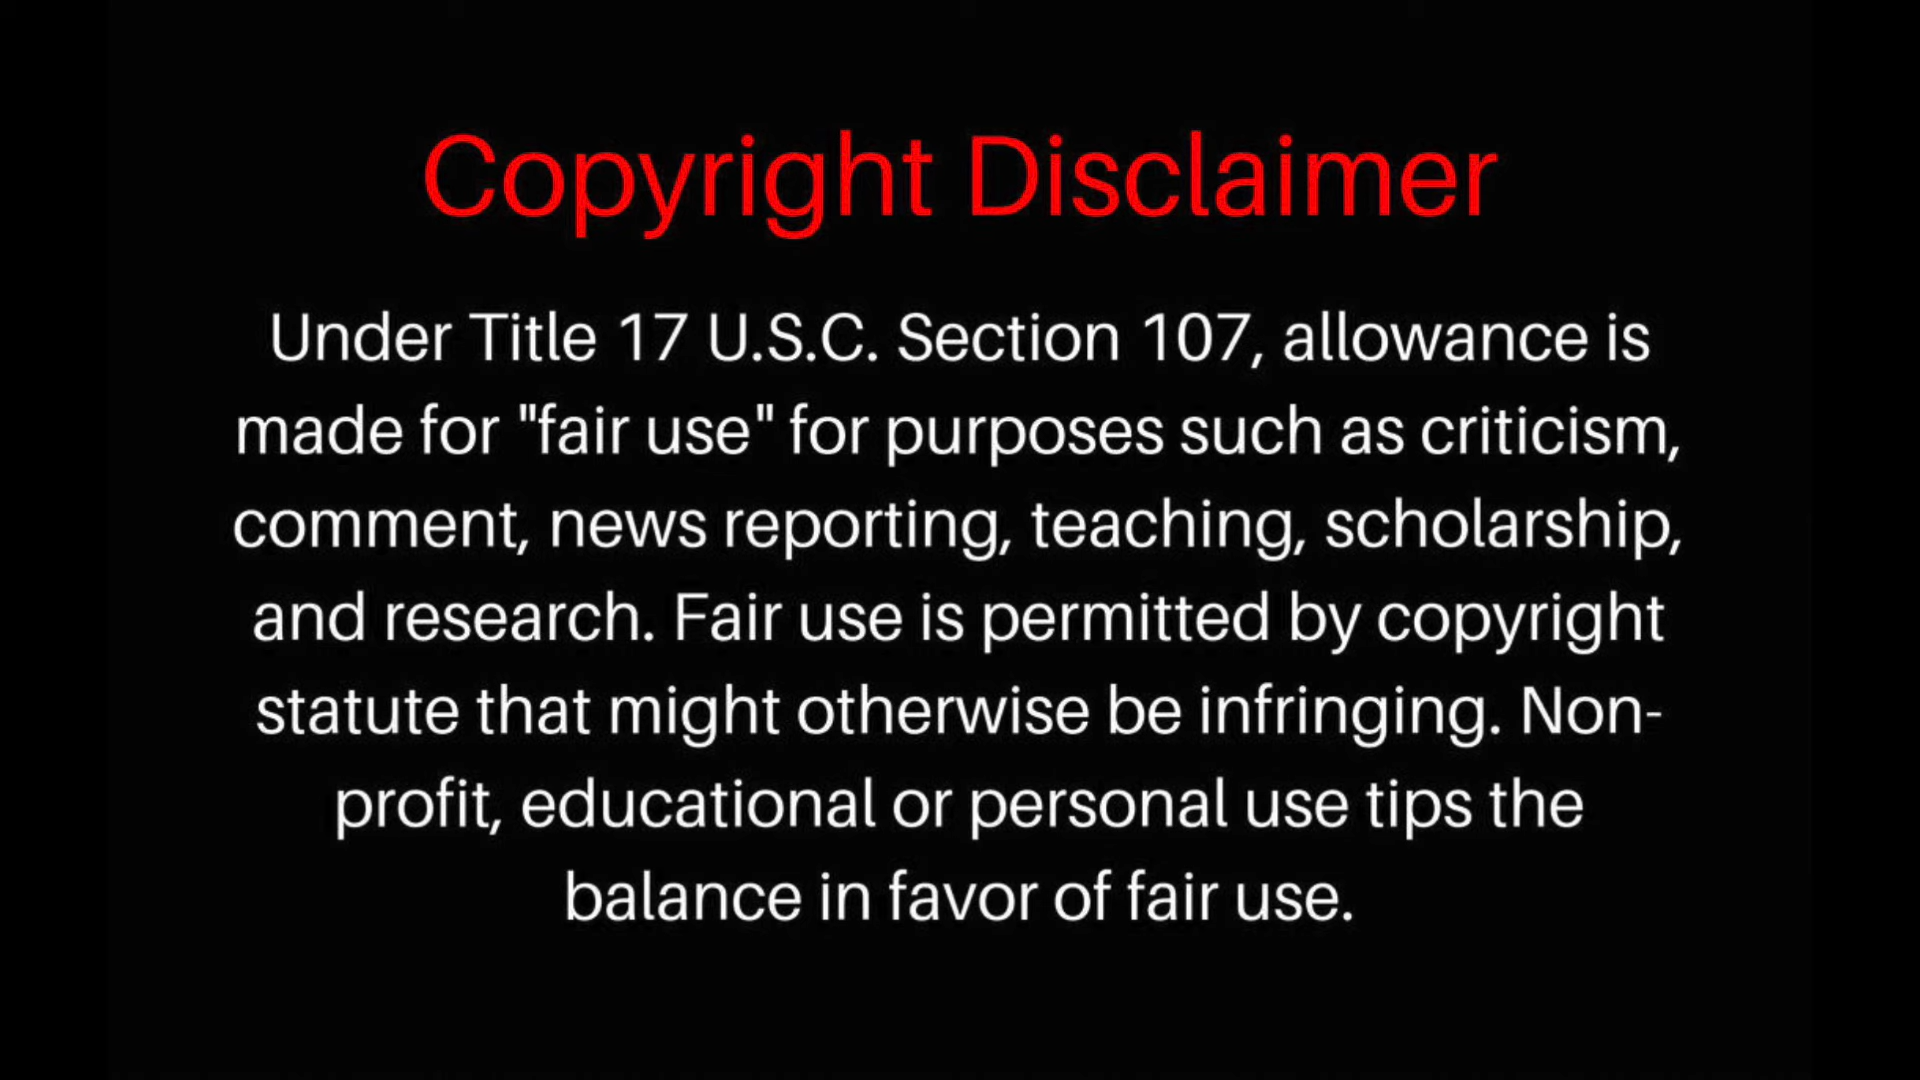 Copyright Disclaimer
Under Title 17 U.S.C. Section 107, allowance is
made for "fair use" for purposes such as criticism,
comment, news reporting, teaching, scholarship,
and research. Fair use is permitted by copyright
statute that might otherwise be infringing. Non-
profit, educational or personal use tips the
balance in favor of fair use.